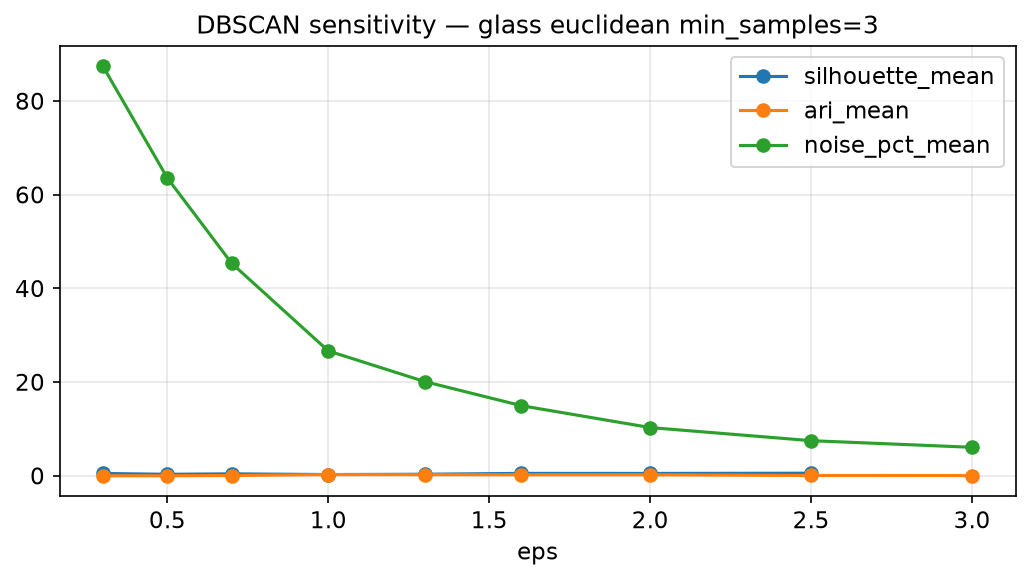 DBSCAN sensitivity — glass euclidean min_samples=3
silhouette_mean
ari_mean
noise_pct_mean
80
60
40
20
0
0.5 1.0 1.5 2.0 2.5 3.0
eps